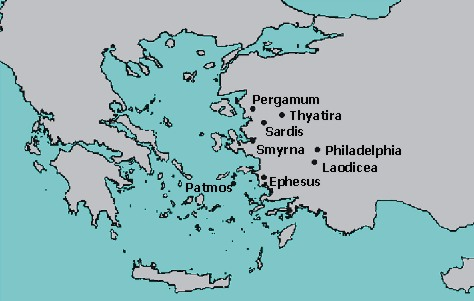 Pergamum
Thyatira
Sardis
Smyrna
Philadelphia
Laodicea
Ephesus
Patmos